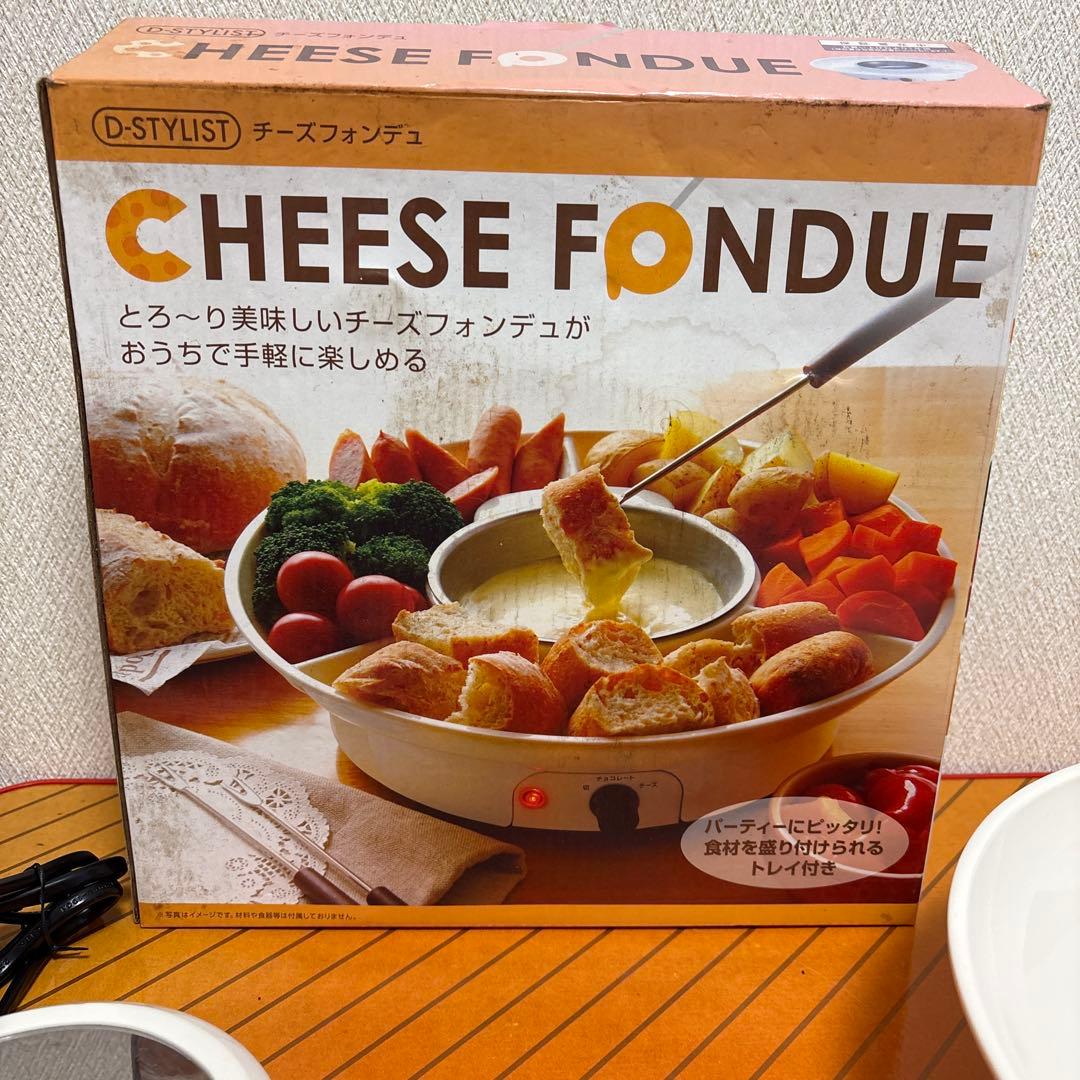 D-STYLIST チーズフォンデュ
CHEESE FONDUE
D-STYLIST チーズフォンデュ
CHEESE FONDUE
とろ～り美味しいチーズフォンデュが
おうちで手軽に楽しめる
チョコレート
切 チーズ
パーティーにピッタリ!
食材を盛り付けられる
トレイ付き
※写真はイメージです。材料や食器等は付属しておりません。